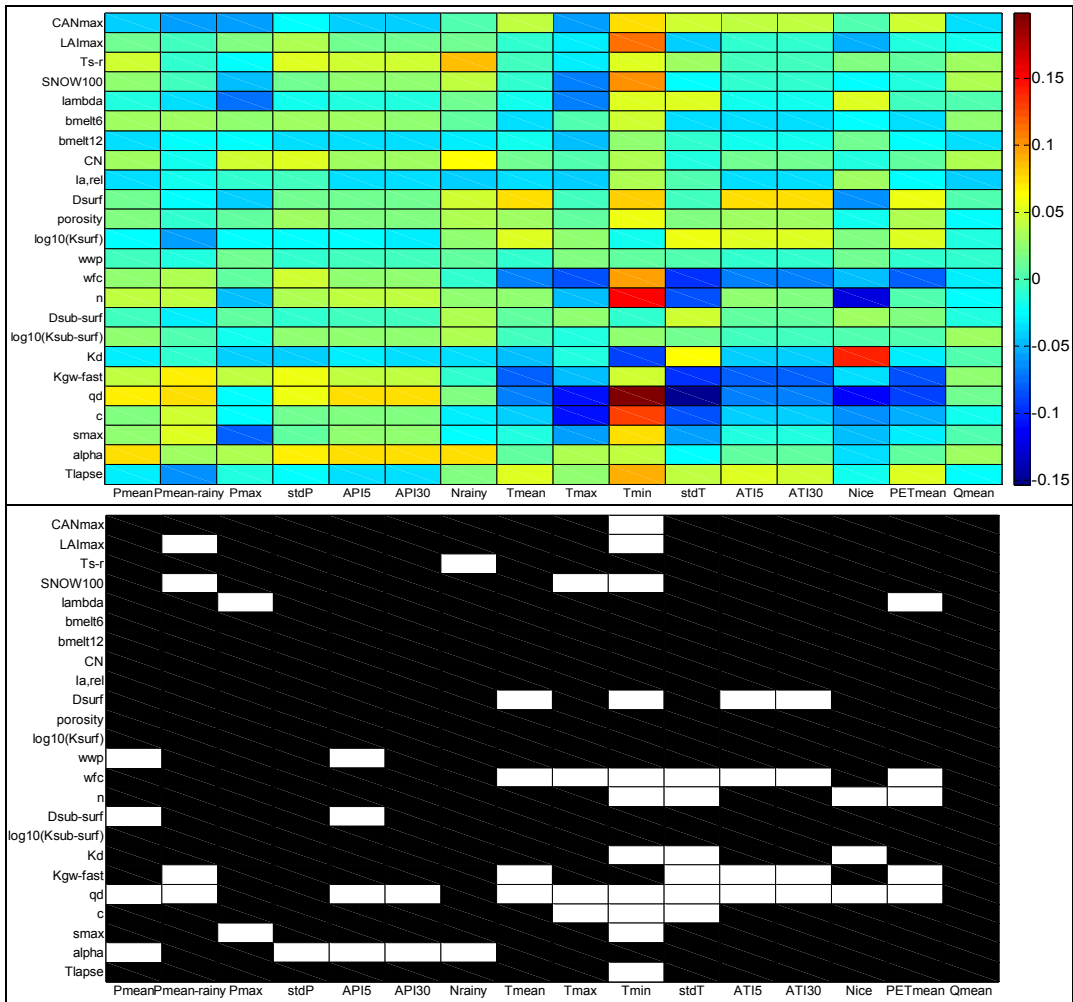 CANmax
LAImax
Ts-r
SNOW100
lambda
bmelt6
bmelt12
CN
Ia,rel
Dsurf
porosity
log10(Ksurf)
wwp
wfc
n
Dsub-surf
log10(Ksub-surf)
Kd
Kgw-fast
qd
c
smax
alpha
Tlapse
Pmean Pmean-rainy Pmax stdP API5 API30 Nrainy Tmean Tmax Tmin stdT ATI5 ATI30 Nice PETmean Qmean
0.15
0.1
0.05
0
-0.05
-0.1
-0.15
CANmax
LAImax
Ts-r
SNOW100
lambda
bmelt6
bmelt12
CN
Ia,rel
Dsurf
porosity
log10(Ksurf)
wwp
wfc
n
Dsub-surf
log10(Ksub-surf)
Kd
Kgw-fast
qd
c
smax
alpha
Tlapse
Pmean Pmean-rainy Pmax stdP API5 API30 Nrainy Tmean Tmax Tmin stdT ATI5 ATI30 Nice PETmean Qmean